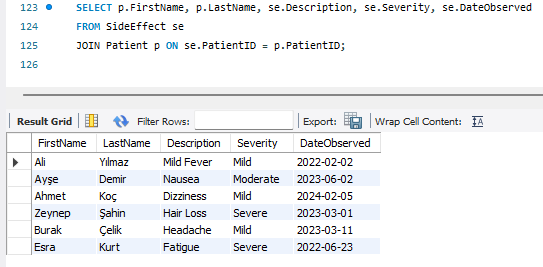 123 SELECT p.FirstName, p.LastName, se.Description, se.Severity, se.DateObserved
124 FROM SideEffect se
125 JOIN Patient p ON se.PatientID = p.PatientID;
126
Result Grid Filter Rows: Export: Wrap Cell Content:
FirstName LastName Description Severity DateObserved
Ali Yılmaz Mild Fever Mild 2022-02-02
Ayşe Demir Nausea Moderate 2023-06-02
Ahmet Koç Dizziness Mild 2024-02-05
Zeynep Şahin Hair Loss Severe 2023-03-01
Burak Çelik Headache Mild 2023-03-11
Esra Kurt Fatigue Severe 2022-06-23